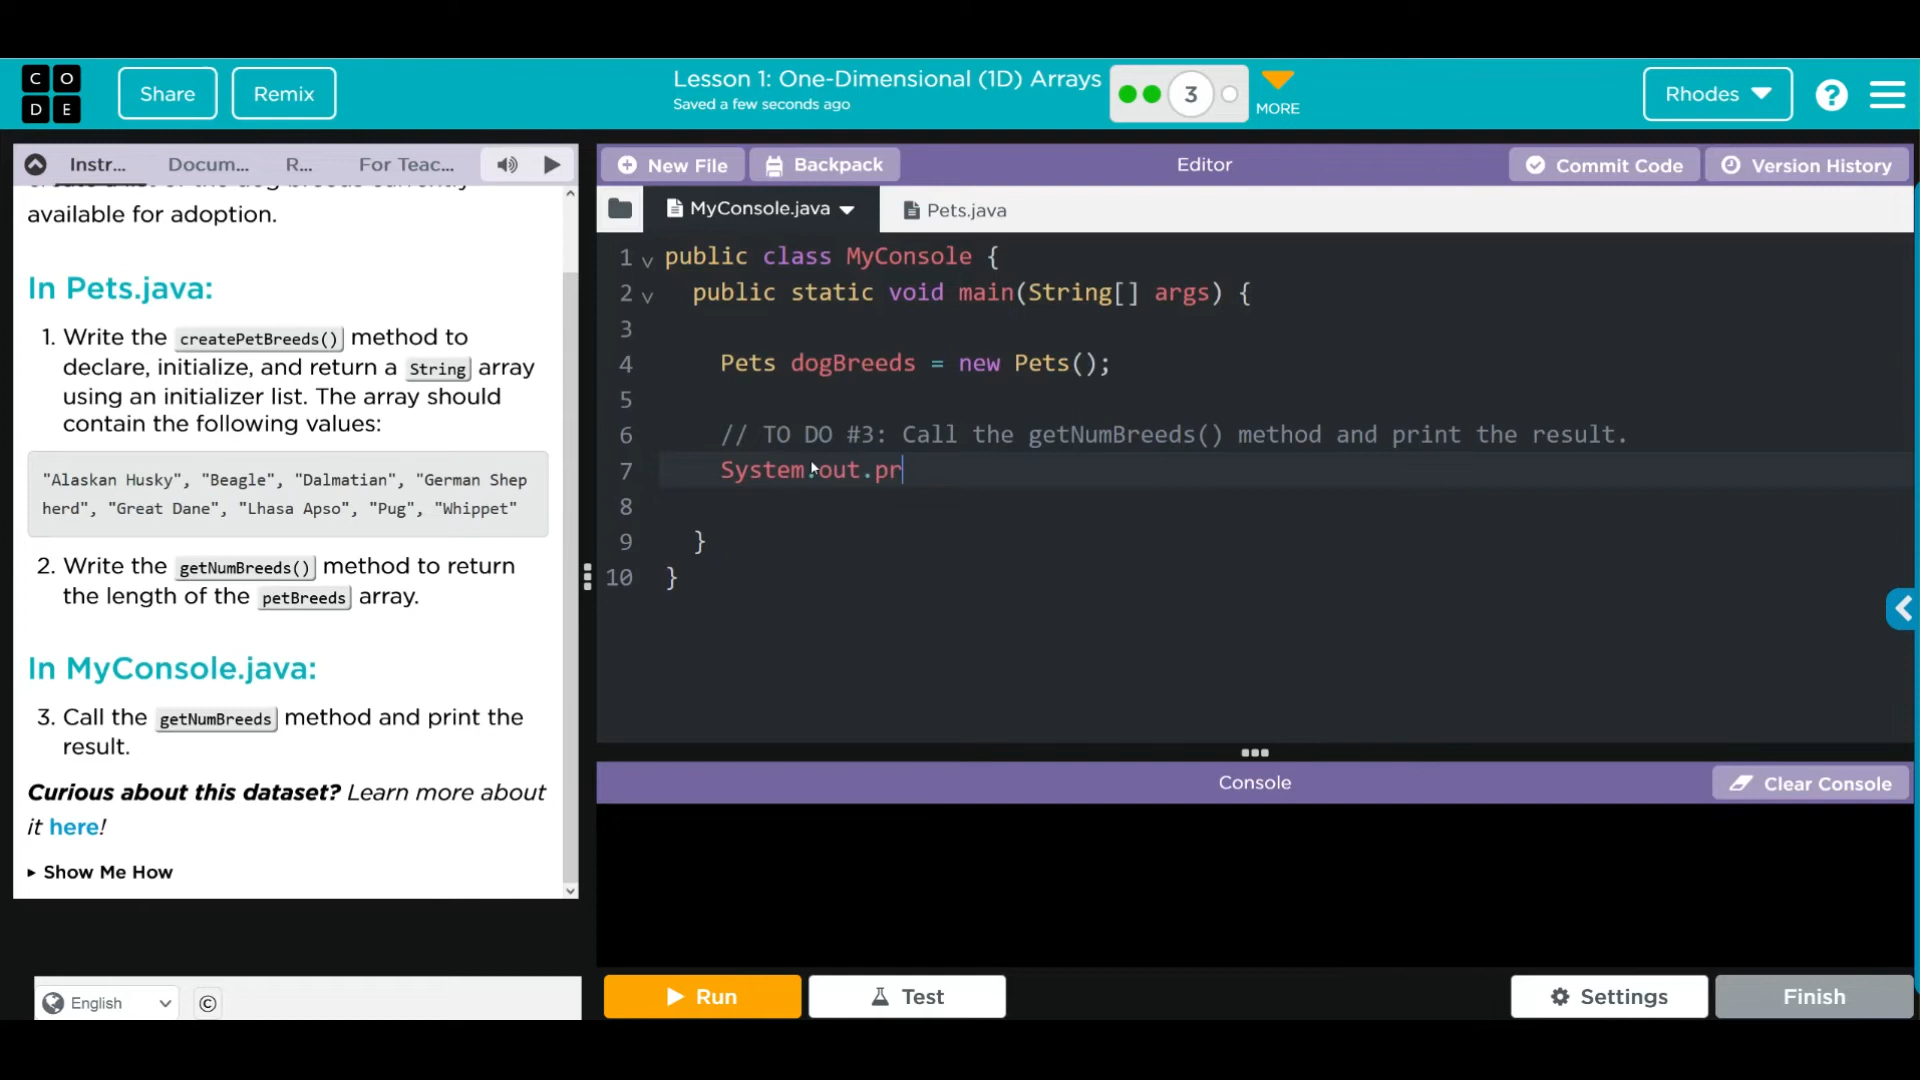 CODE
Share
Remix
Lesson 1: One-Dimensional (1D) Arrays
Saved a few seconds ago
3
MORE
Rhodes
?
Instr...
Docum...
R...
For Teac...
New File
Backpack
Editor
Commit Code
Version History
available for adoption.
In Pets.java:
1. Write the createPetBreeds() method to
declare, initialize, and return a String array
using an initializer list. The array should
contain the following values:
"Alaskan Husky", "Beagle", "Dalmatian", "German Shep
herd", "Great Dane", "Lhasa Apso", "Pug", "Whippet"
2. Write the getNumBreeds() method to return
the length of the petBreeds array.
In MyConsole.java:
3. Call the getNumBreeds method and print the
result.
Curious about this dataset? Learn more about
it here!
Show Me How
English
©
MyConsole.java
Pets.java
1 public class MyConsole {
2 public static void main(String[] args) {
3
4 Pets dogBreeds = new Pets();
5
6 // TO DO #3: Call the getNumBreeds() method and print the result.
7 System.out.pr
8
9 }
10 }
Console
Clear Console
Run
Test
Settings
Finish